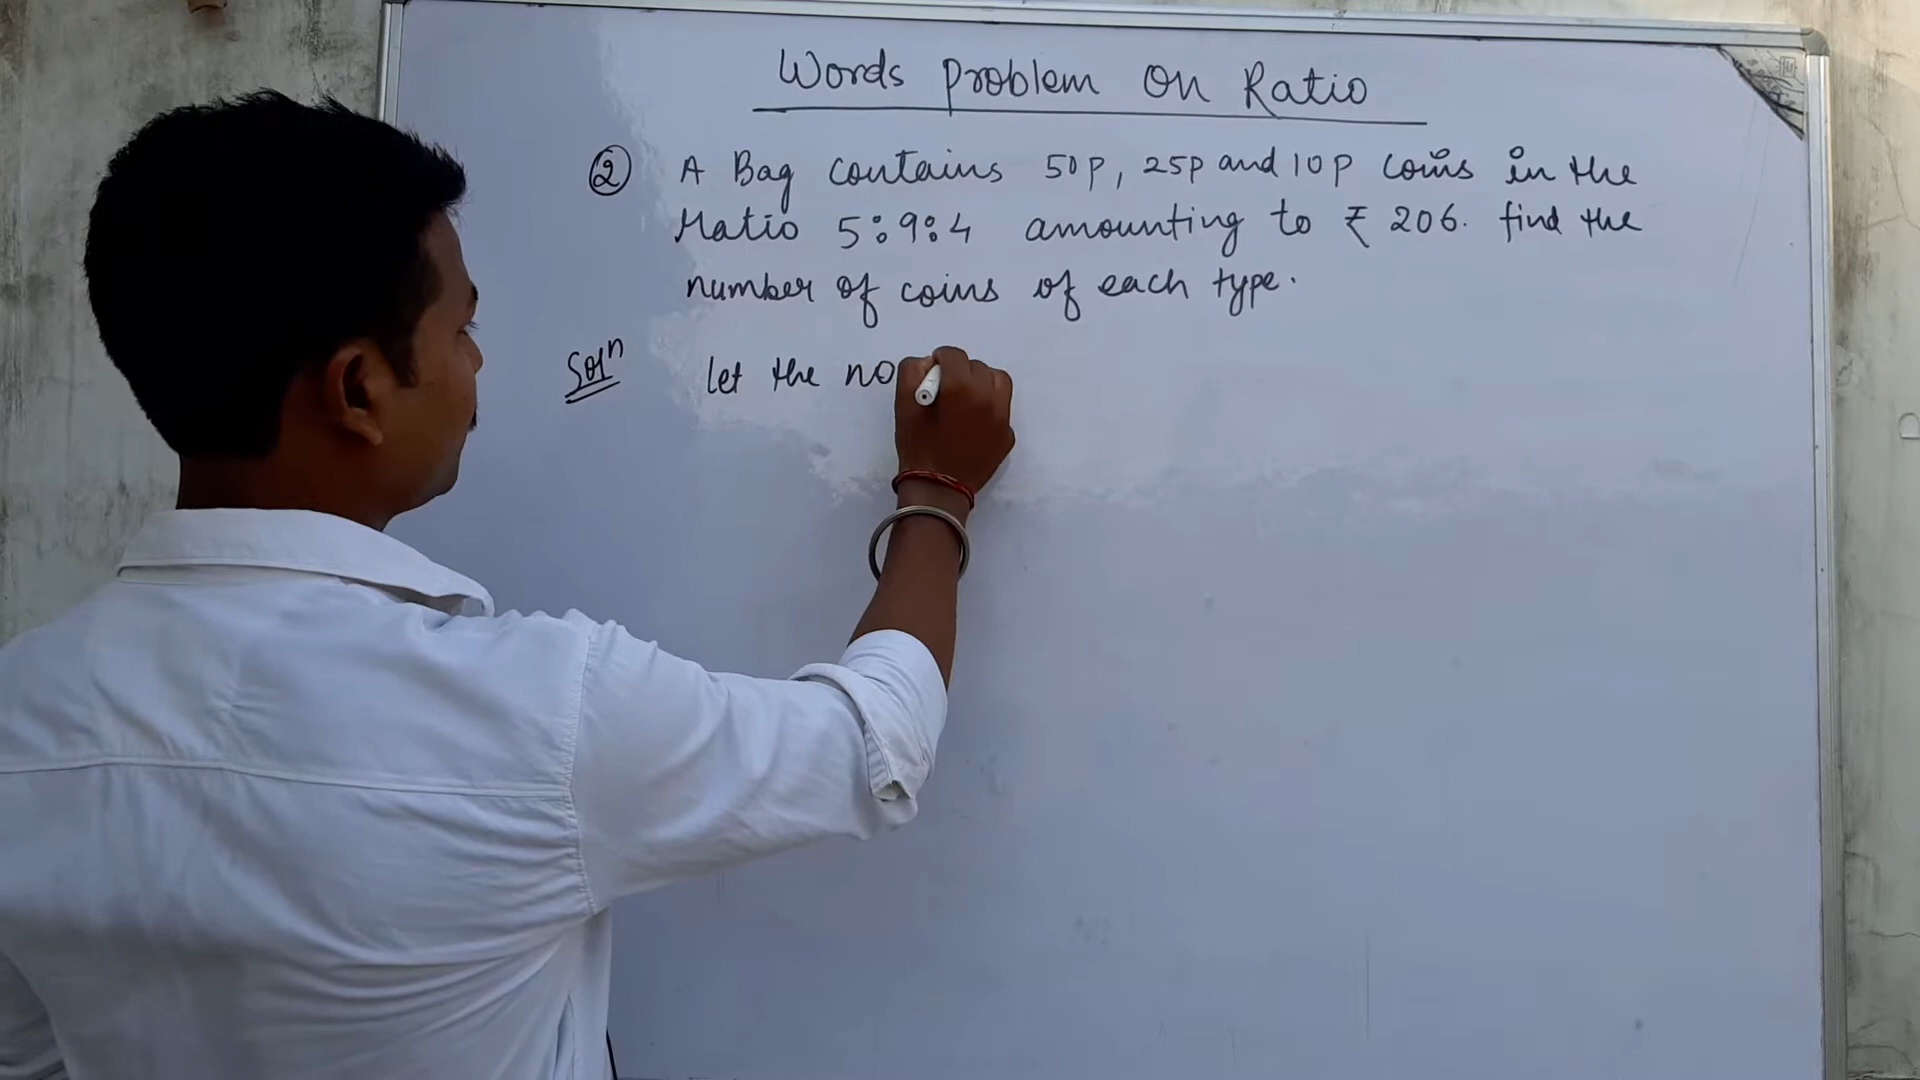 Words Problem on Ratio
② A Bag contains 50p, 25p and 10p coins in the
Ratio 5:9:4 amounting to ₹ 206. find the
number of coins of each type.
Solⁿ let the no